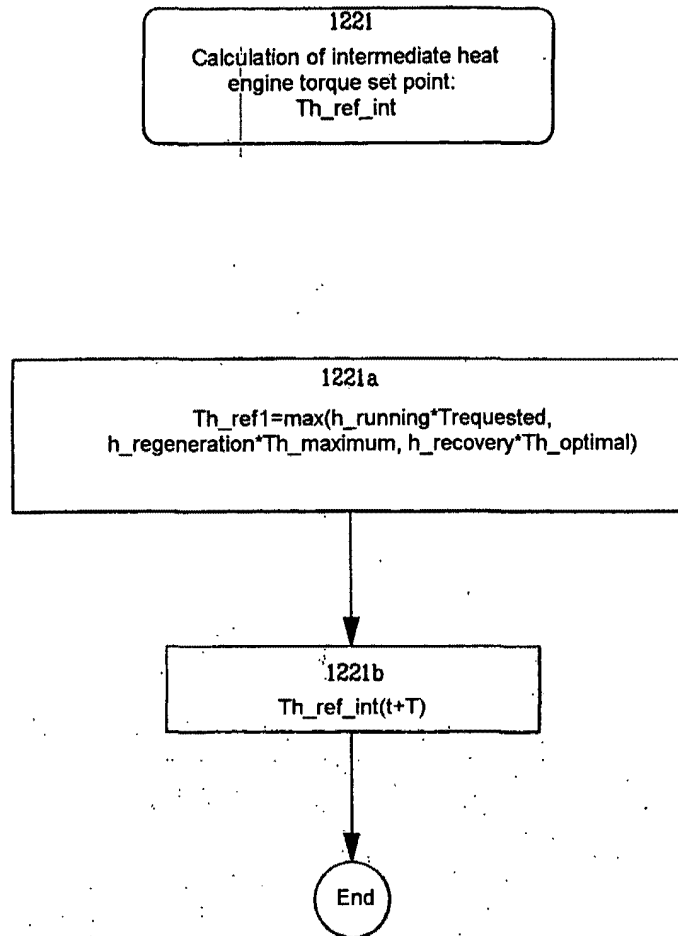 1221
Calculation of intermediate heat
engine torque set point:
Th_ref_int
1221a
Th_ref1=max(h_running*Trequested,
h_regeneration*Th_maximum, h_recovery*Th_optimal)
1221b
Th_ref_int(t+T)
End